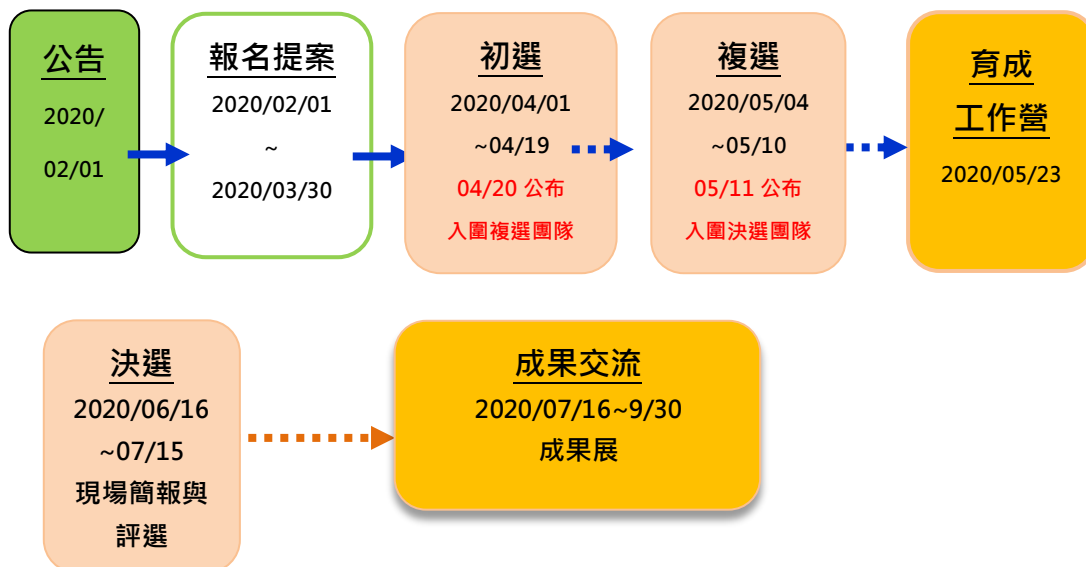 公告
2020/
02/01
報名提案
2020/02/01
~
2020/03/30
初選
2020/04/01
~04/19
04/20 公布
入圍複選團隊
複選
2020/05/04
~05/10
05/11 公布
入圍決選團隊
育成
工作營
2020/05/23
決選
2020/06/16
~07/15
現場簡報與
評選
成果交流
2020/07/16~9/30
成果展